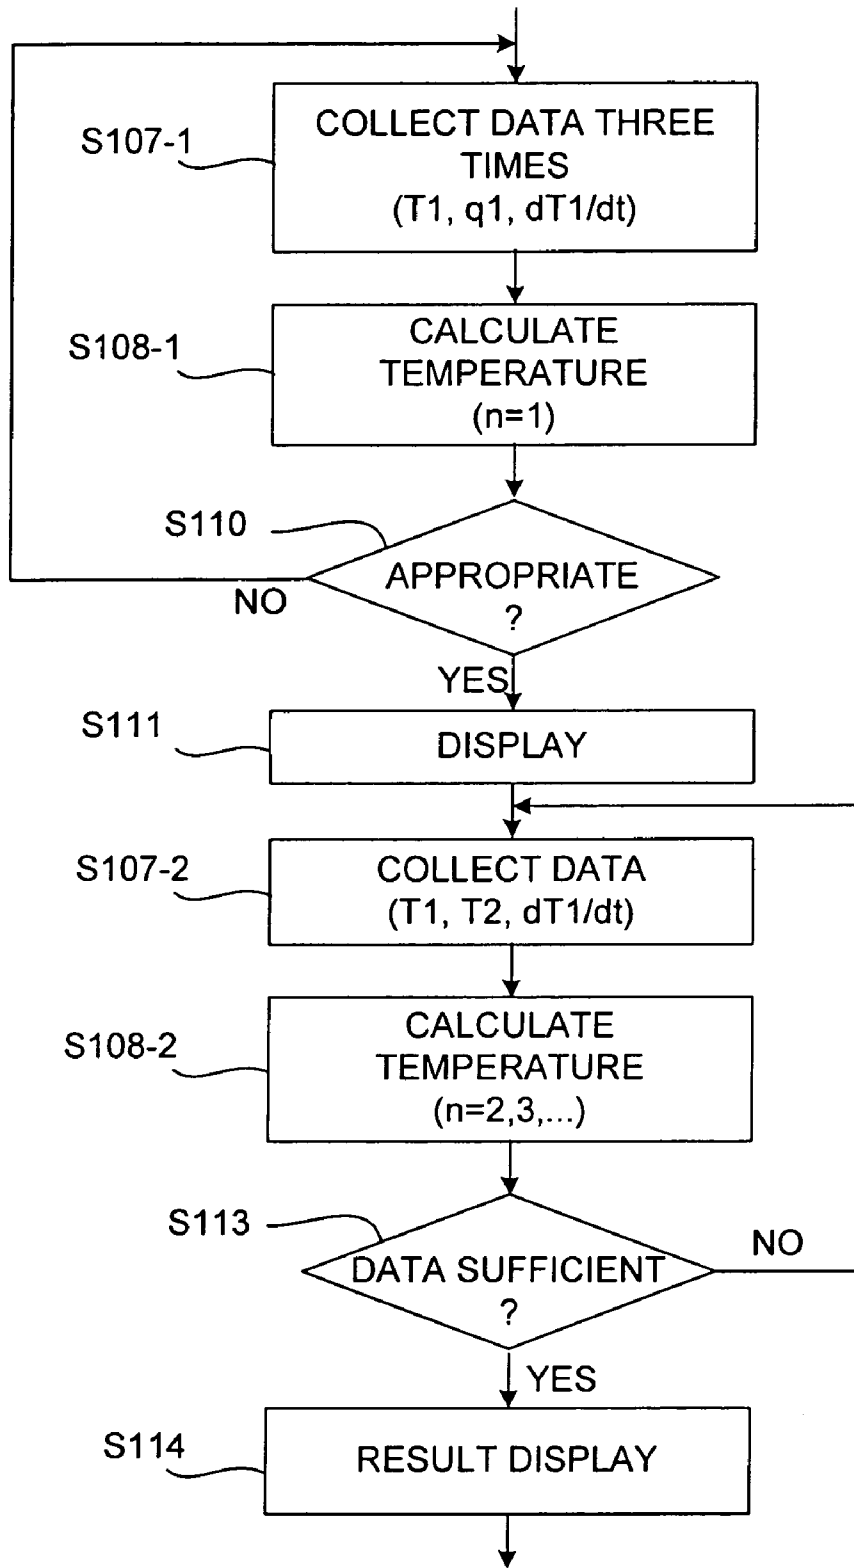 S107-1
COLLECT DATA THREE
TIMES
(T1, q1, dT1/dt)
S108-1
CALCULATE
TEMPERATURE
(n=1)
S110
APPROPRIATE
?
NO
YES
S111
DISPLAY
S107-2
COLLECT DATA
(T1, T2, dT1/dt)
S108-2
CALCULATE
TEMPERATURE
(n=2,3,...)
S113
DATA SUFFICIENT
?
NO
YES
S114
RESULT DISPLAY